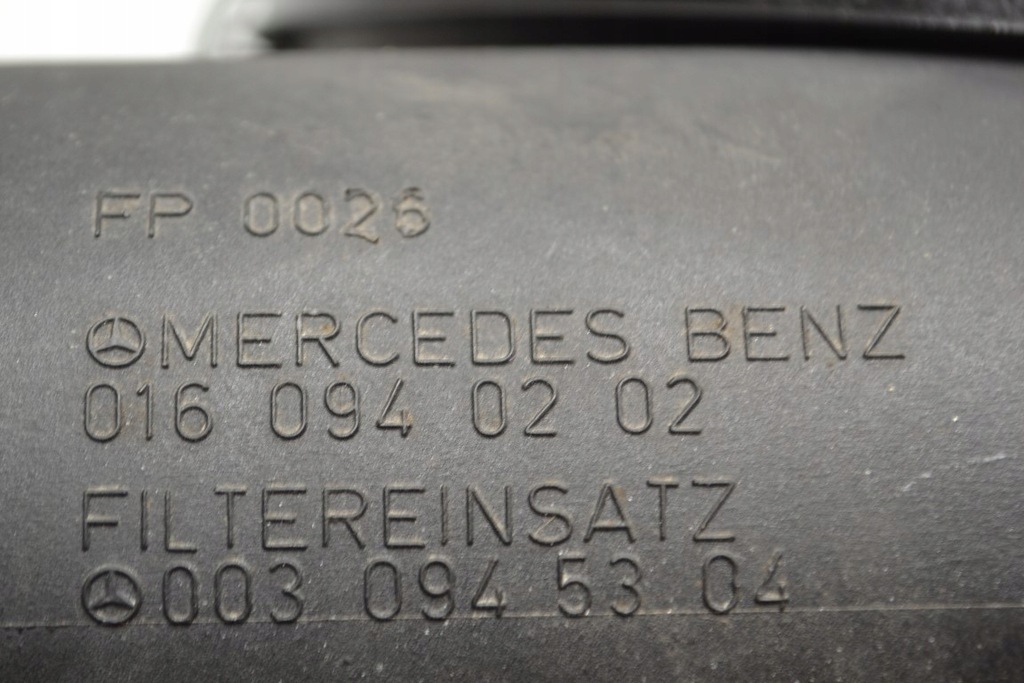 FP 0026
MERCEDES BENZ
016 094 02 02
FILTEREINSATZ
003 094 53 04